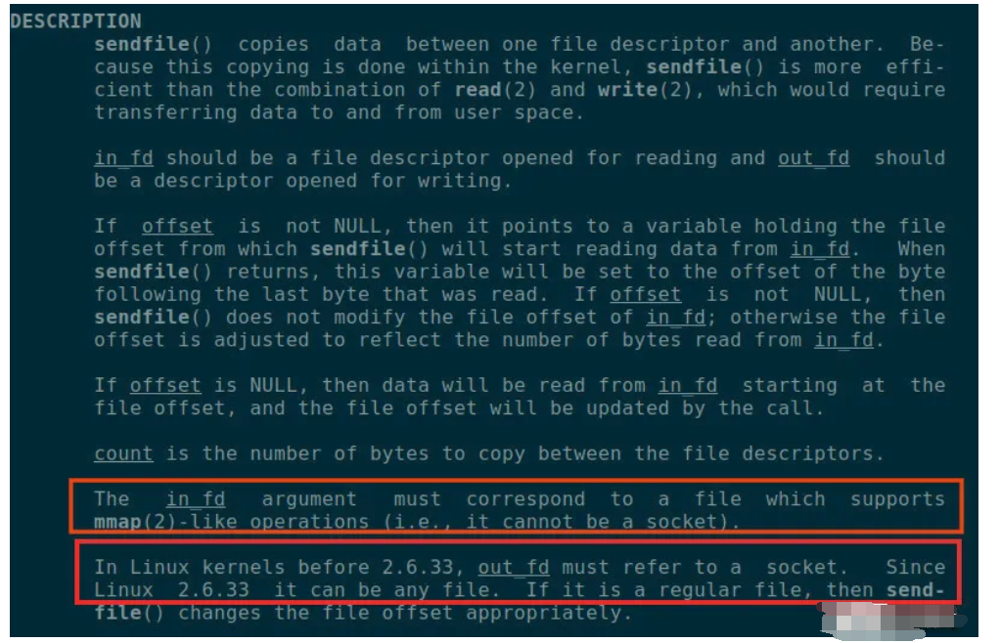 DESCRIPTION
sendfile() copies data between one file descriptor and another. Be-
cause this copying is done within the kernel, sendfile() is more effi-
cient than the combination of read(2) and write(2), which would require
transferring data to and from user space.
in_fd should be a file descriptor opened for reading and out_fd should
be a descriptor opened for writing.
If offset is not NULL, then it points to a variable holding the file
offset from which sendfile() will start reading data from in_fd. When
sendfile() returns, this variable will be set to the offset of the byte
following the last byte that was read. If offset is not NULL, then
sendfile() does not modify the file offset of in_fd; otherwise the file
offset is adjusted to reflect the number of bytes read from in_fd.
If offset is NULL, then data will be read from in_fd starting at the
file offset, and the file offset will be updated by the call.
count is the number of bytes to copy between the file descriptors.
The in_fd argument must correspond to a file which supports
mmap(2)-like operations (i.e., it cannot be a socket).
In Linux kernels before 2.6.33, out_fd must refer to a socket. Since
Linux 2.6.33 it can be any file. If it is a regular file, then send-
file() changes the file offset appropriately.